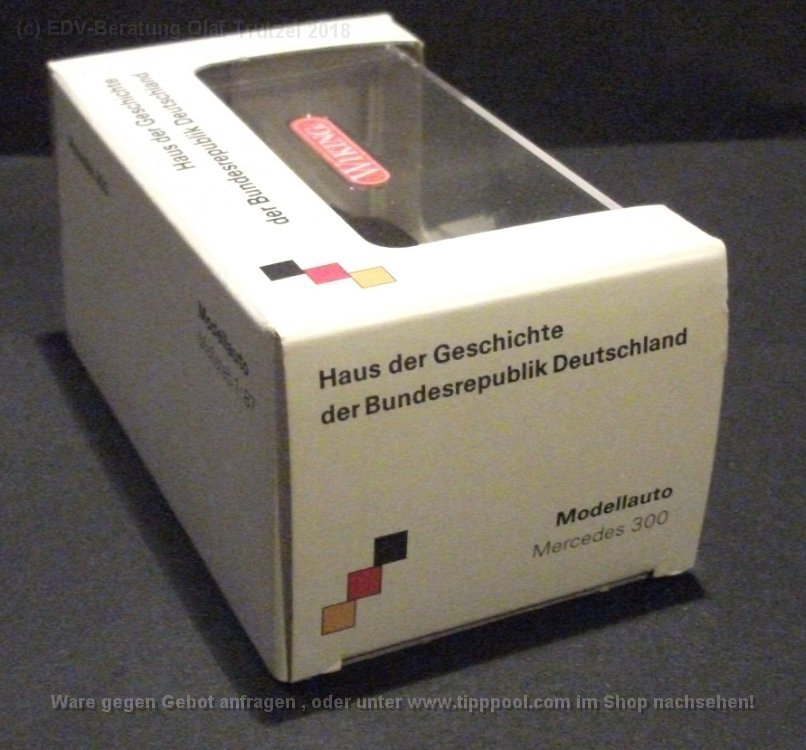 (c) EDV-Beratung Olaf Trutzel 2018
Haus der Geschichte
der Bundesrepublik Deutschland
WIKING
Haus der Geschichte
der Bundesrepublik Deutschland
Modellauto
Mercedes 300
Modellauto
Ware gegen Gebot anfragen , oder unter www.tipppool.com im Shop nachsehen!